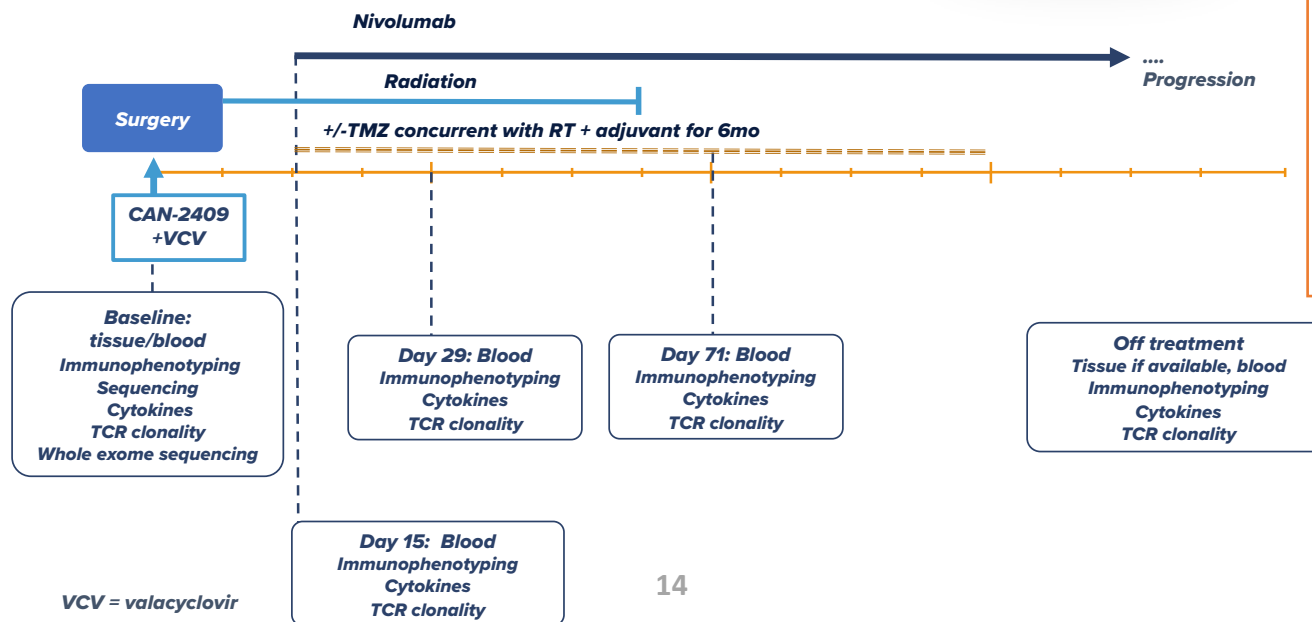 Nivolumab
....
Progression
Radiation
Surgery
+/-TMZ concurrent with RT + adjuvant for 6mo
CAN-2409
+VCV
Baseline:
tissue/blood
Immunophenotyping
Sequencing
Cytokines
TCR clonality
Whole exome sequencing
Day 29: Blood
Immunophenotyping
Cytokines
TCR clonality
Day 71: Blood
Immunophenotyping
Cytokines
TCR clonality
Off treatment
Tissue if available, blood
Immunophenotyping
Cytokines
TCR clonality
Day 15: Blood
Immunophenotyping
Cytokines
TCR clonality
VCV = valacyclovir
14